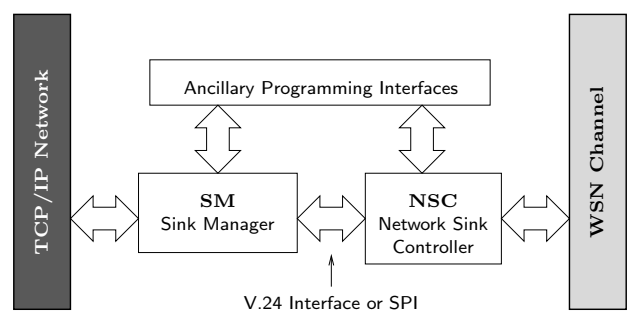 TCP/IP Network
Ancillary Programming Interfaces
SM
Sink Manager
NSC
Network Sink
Controller
WSN Channel
V.24 Interface or SPI